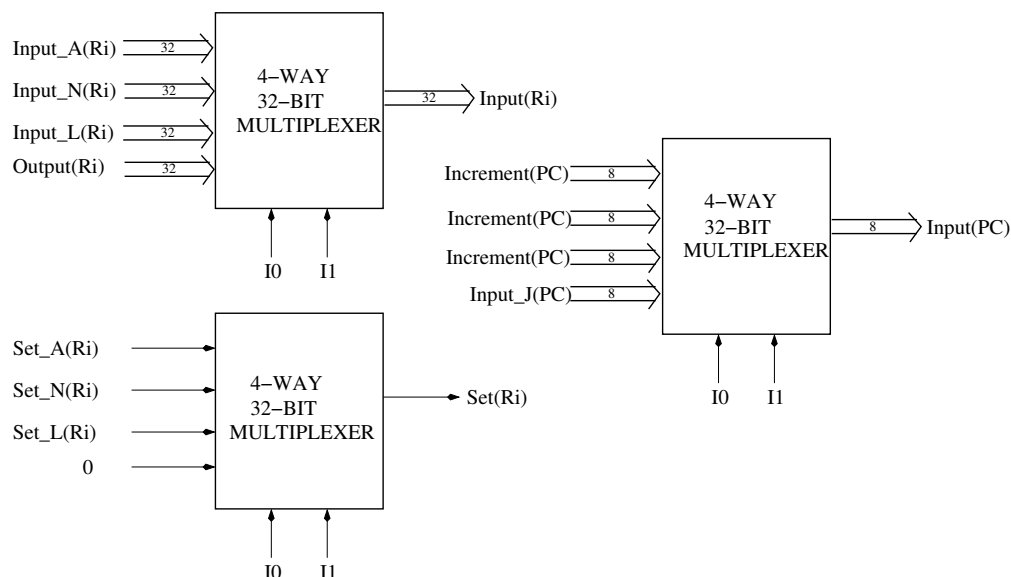 Input_A(Ri)
32
Input_N(Ri)
32
Input_L(Ri)
32
Output(Ri)
32
4−WAY
32−BIT
MULTIPLEXER
32
Input(Ri)
I0
I1
Increment(PC)
8
Increment(PC)
8
Increment(PC)
8
Input_J(PC)
8
4−WAY
32−BIT
MULTIPLEXER
8
Input(PC)
I0
I1
Set_A(Ri)
Set_N(Ri)
Set_L(Ri)
0
4−WAY
32−BIT
MULTIPLEXER
Set(Ri)
I0
I1